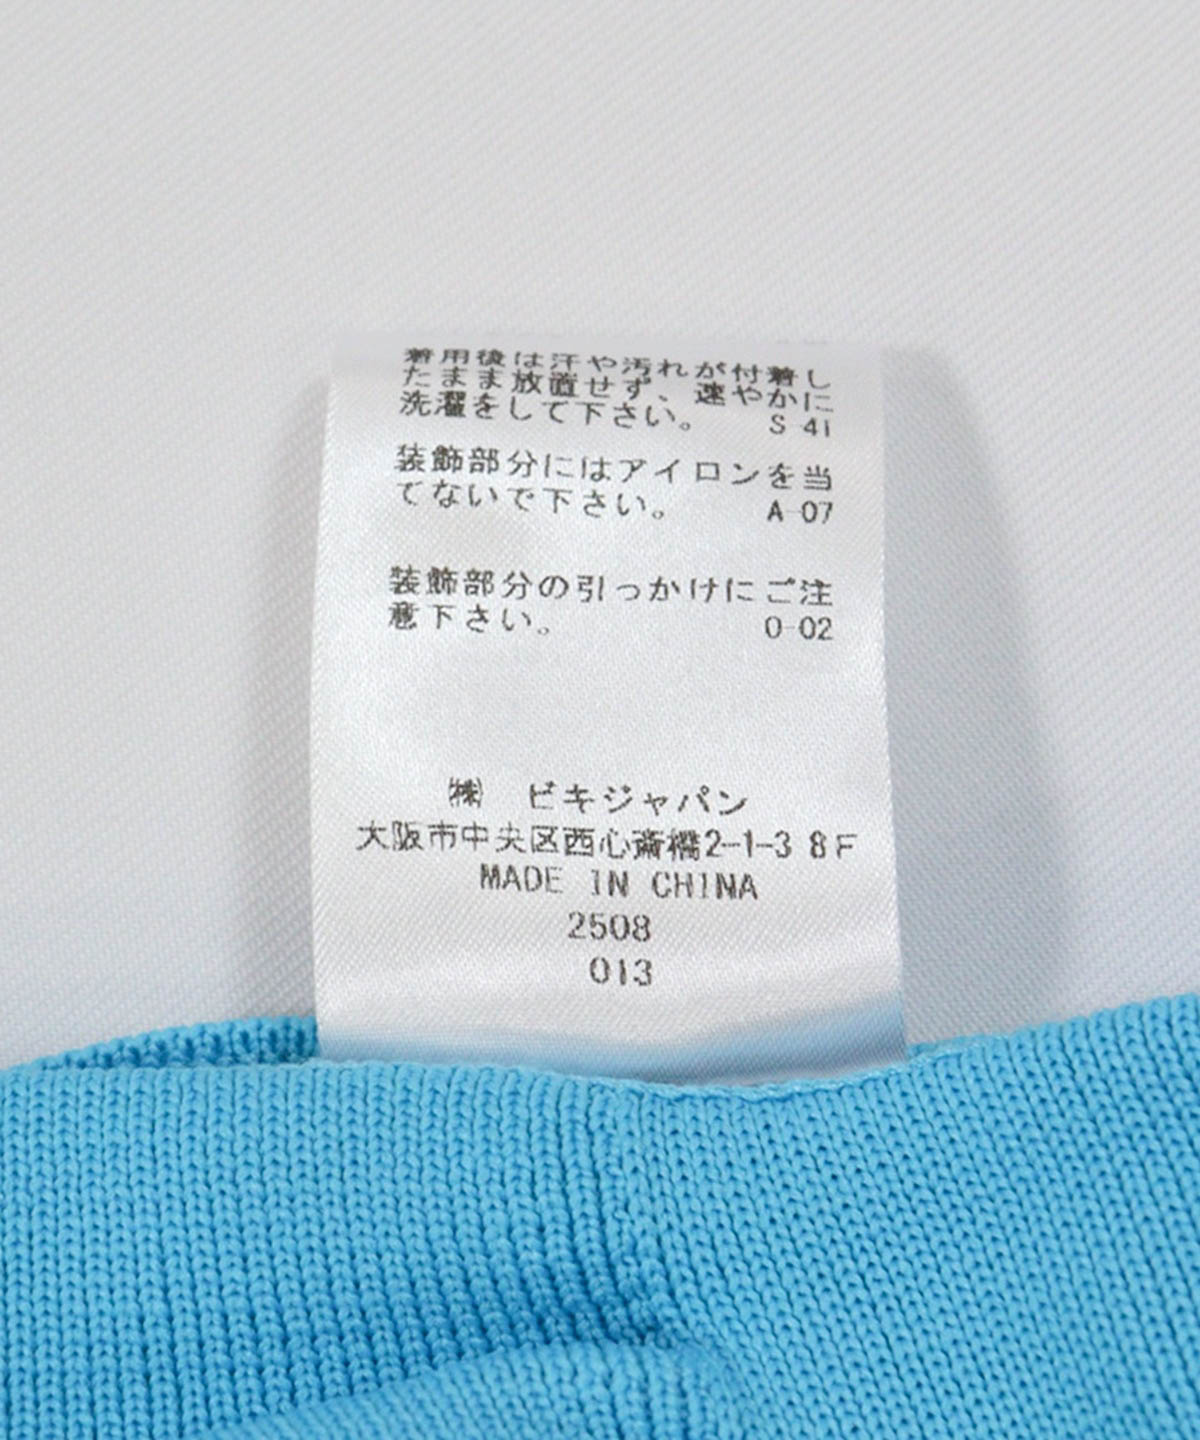 着用後は汗や汚れが付着し
たまま放置せず、速やかに
洗濯をして下さい。 S-41
装飾部分にはアイロンを当
てないで下さい。 A-07
装飾部分の引っかけにご注
意下さい。 O-02
㈱ ビキジャパン
大阪市中央区西心斎橋2-1-3 8F
MADE IN CHINA
2508
013